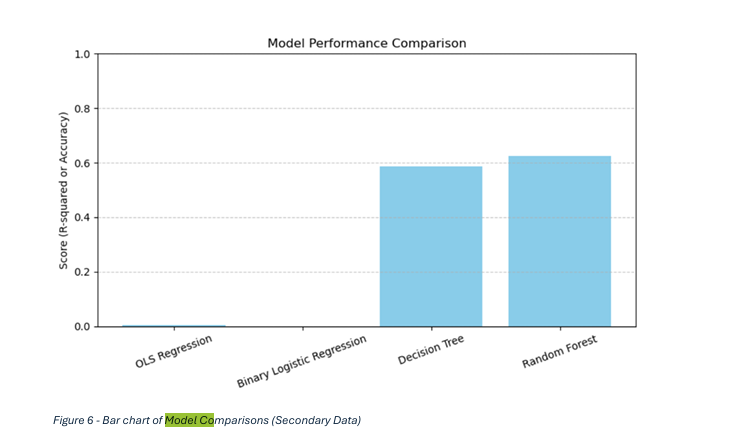 Model Performance Comparison
1.0
0.8
0.6
0.4
0.2
0.0
Score (R-squared or Accuracy)
OLS Regression
Binary Logistic Regression
Decision Tree
Random Forest
Figure 6 - Bar chart of Model Comparisons (Secondary Data)